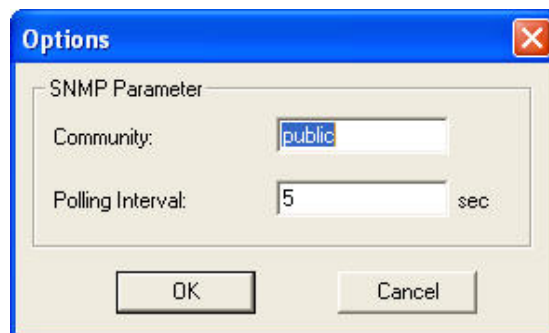 Options
SNMP Parameter
Community: public
Polling Interval: 5 sec
OK Cancel